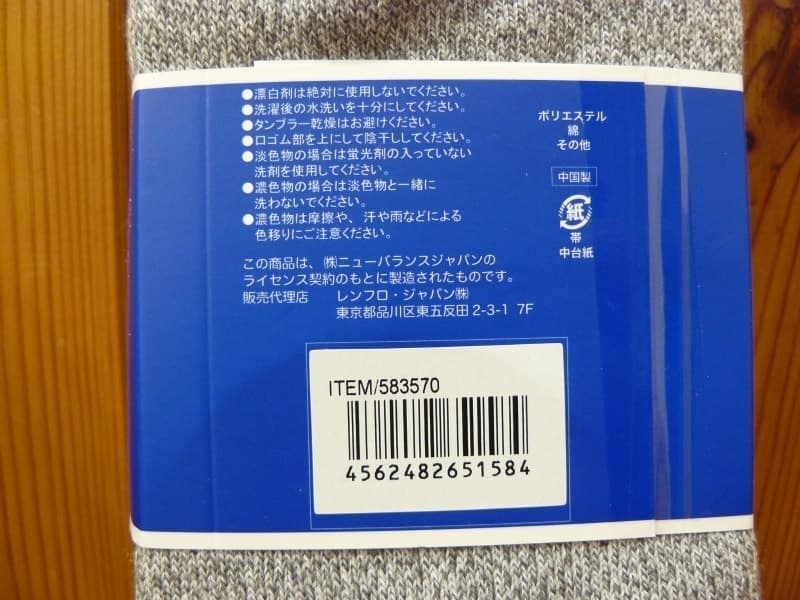 ●漂白剤は絶対に使用しないでください。
●洗濯後の水洗いを十分にしてください。
●タンブラー乾燥はお避けください。
●口ゴム部を上にして陰干ししてください。
●淡色物の場合は蛍光剤の入っていない
洗剤を使用してください。
●濃色物の場合は淡色物と一緒に
洗わないでください。
●濃色物は摩擦や、汗や雨などによる
色移りにご注意ください。
この商品は、㈱ニューバランスジャパンの
ライセンス契約のもとに製造されたものです。
販売代理店 レンフロ・ジャパン㈱
東京都品川区東五反田2-3-1 7F
ポリエステル
綿
その他
中国製
紙
帯
中台紙
ITEM/583570
4562482651584